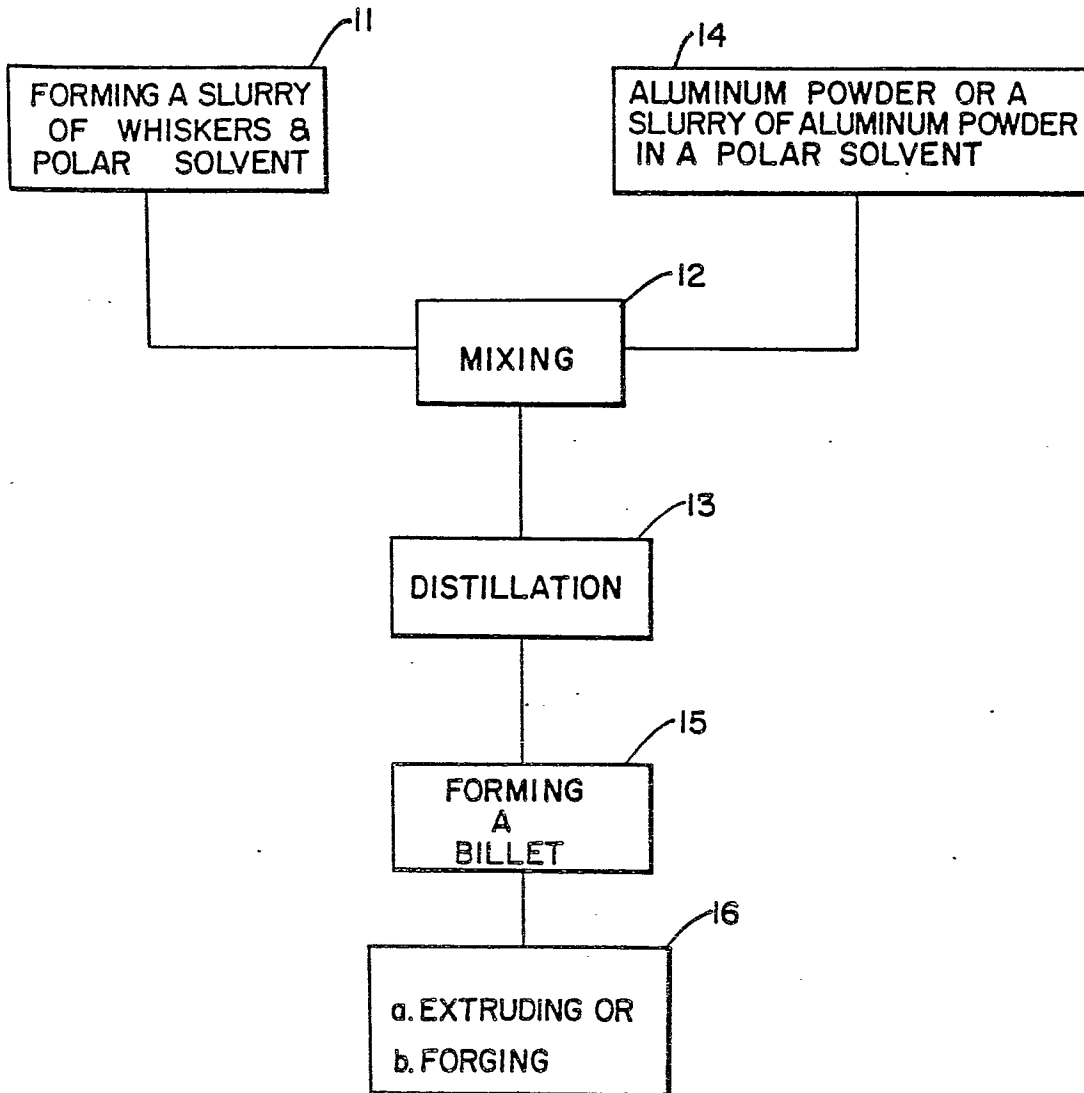 11
FORMING A SLURRY
OF WHISKERS &
POLAR SOLVENT
14
ALUMINUM POWDER OR A
SLURRY OF ALUMINUM POWDER
IN A POLAR SOLVENT
12
MIXING
13
DISTILLATION
15
FORMING
A
BILLET
16
a. EXTRUDING OR
b. FORGING